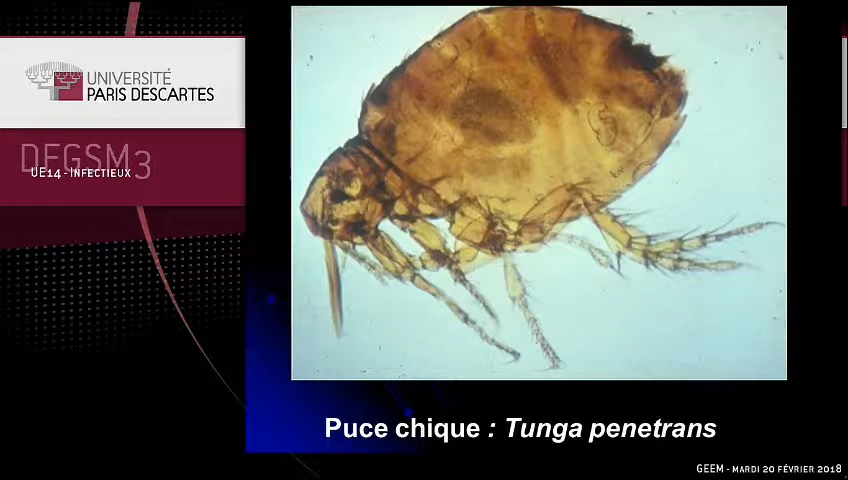 UNIVERSITÉ
PARIS DESCARTES
DFGSM3
UE14 - Infectieux
Puce chique : Tunga penetrans
GEEM - MARDI 20 FÉVRIER 2018